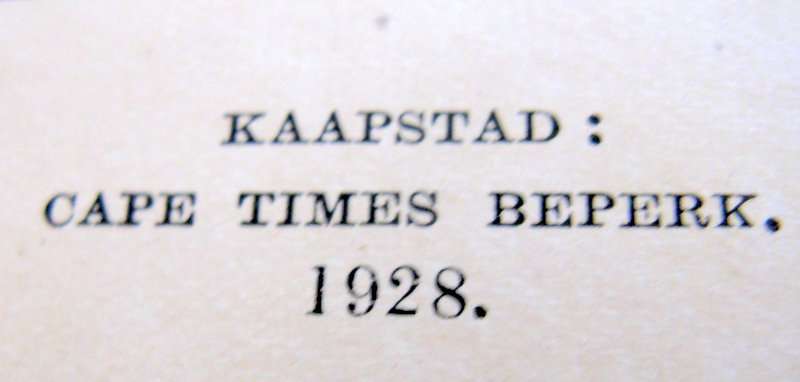 KAAPSTAD :
CAPE TIMES BEPERK.
1928.